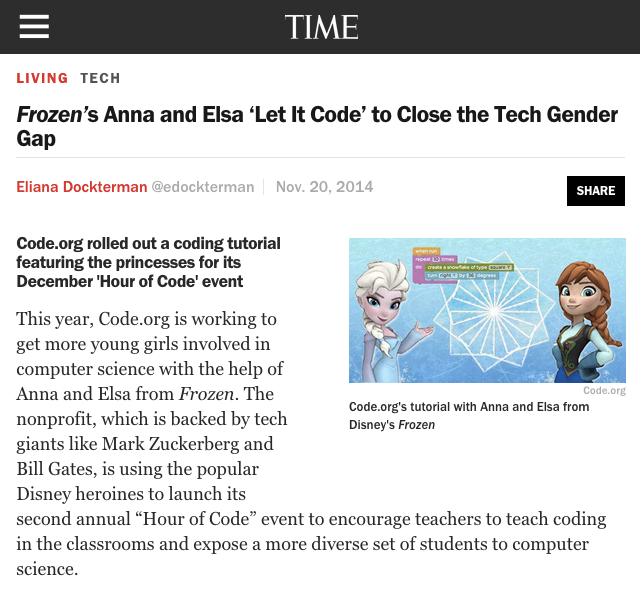 TIME
LIVING TECH
Frozen's Anna and Elsa ‘Let It Code’ to Close the Tech Gender
Gap
Eliana Dockterman @edockterman Nov. 20, 2014
SHARE
Code.org rolled out a coding tutorial
featuring the princesses for its
December 'Hour of Code' event
when run
repeat 10 times
do create a snowflake of type square
turn right by 36 degrees
Code.org
Code.org's tutorial with Anna and Elsa from
Disney's Frozen
This year, Code.org is working to
get more young girls involved in
computer science with the help of
Anna and Elsa from Frozen. The
nonprofit, which is backed by tech
giants like Mark Zuckerberg and
Bill Gates, is using the popular
Disney heroines to launch its
second annual “Hour of Code” event to encourage teachers to teach coding
in the classrooms and expose a more diverse set of students to computer
science.